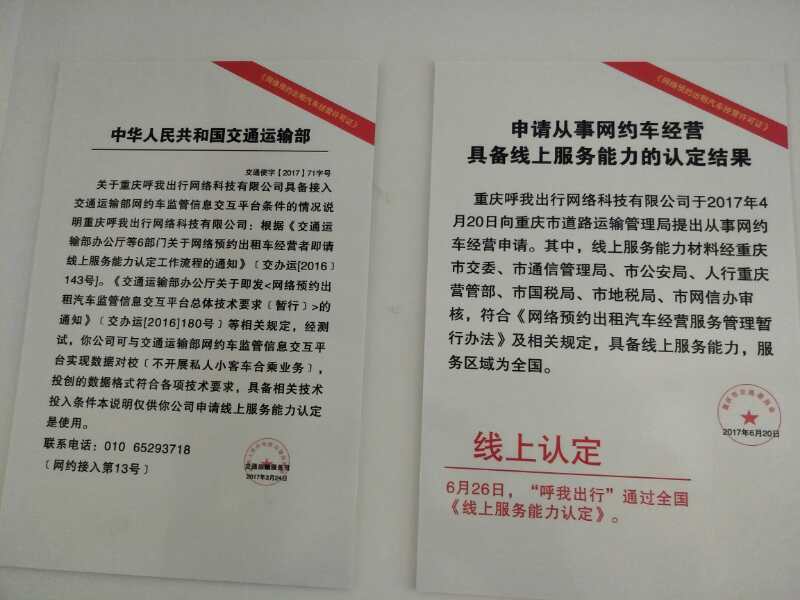 《网络预约出租汽车经营许可证》
中华人民共和国交通运输部
交通便字【2017】71字号
关于重庆呼我出行网络科技有限公司具备接入
交通运输部网约车监管信息交互平台条件的情况说
明重庆呼我出行网络科技有限公司：根据《交通运
输部办公厅等6部门关于网络预约出租车经营者即请
线上服务能力认定工作流程的通知》〔交办运[2016]
143号]。《交通运输部办公厅关于即发<网络预约出
租汽车监管信息交互平台总体技术要求〔暂行〕>的
通知》〔交办运[2016]180号〕等相关规定，经测
试，你公司可与交通运输部网约车监管信息交互平
台实现数据对校〔不开展私人小客车合乘业务〕，
投创的数据格式符合各项技术要求，具备相关技术
投入条件本说明仅供你公司申请线上服务能力认定
是使用。
联系电话：010 65293718
〔网约接入第13号〕
交通运输服务司
2017年3月24日
《网络预约出租汽车经营许可证》
申请从事网约车经营
具备线上服务能力的认定结果
重庆呼我出行网络科技有限公司于2017年4
月20日向重庆市道路运输管理局提出从事网约
车经营申请。其中，线上服务能力材料经重庆
市交委、市通信管理局、市公安局、人行重庆
营管部、市国税局、市地税局、市网信办审
核，符合《网络预约出租汽车经营服务管理暂
行办法》及相关规定，具备线上服务能力，服
务区域为全国。
2017年6月20日
线上认定
6月26日，“呼我出行”通过全国
《线上服务能力认定》。